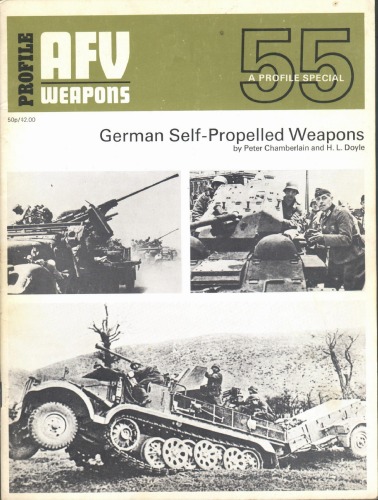 PROFILE
AFV
WEAPONS
55
A PROFILE SPECIAL
50p/$2.00
German Self-Propelled Weapons
by Peter Chamberlain and H. L. Doyle